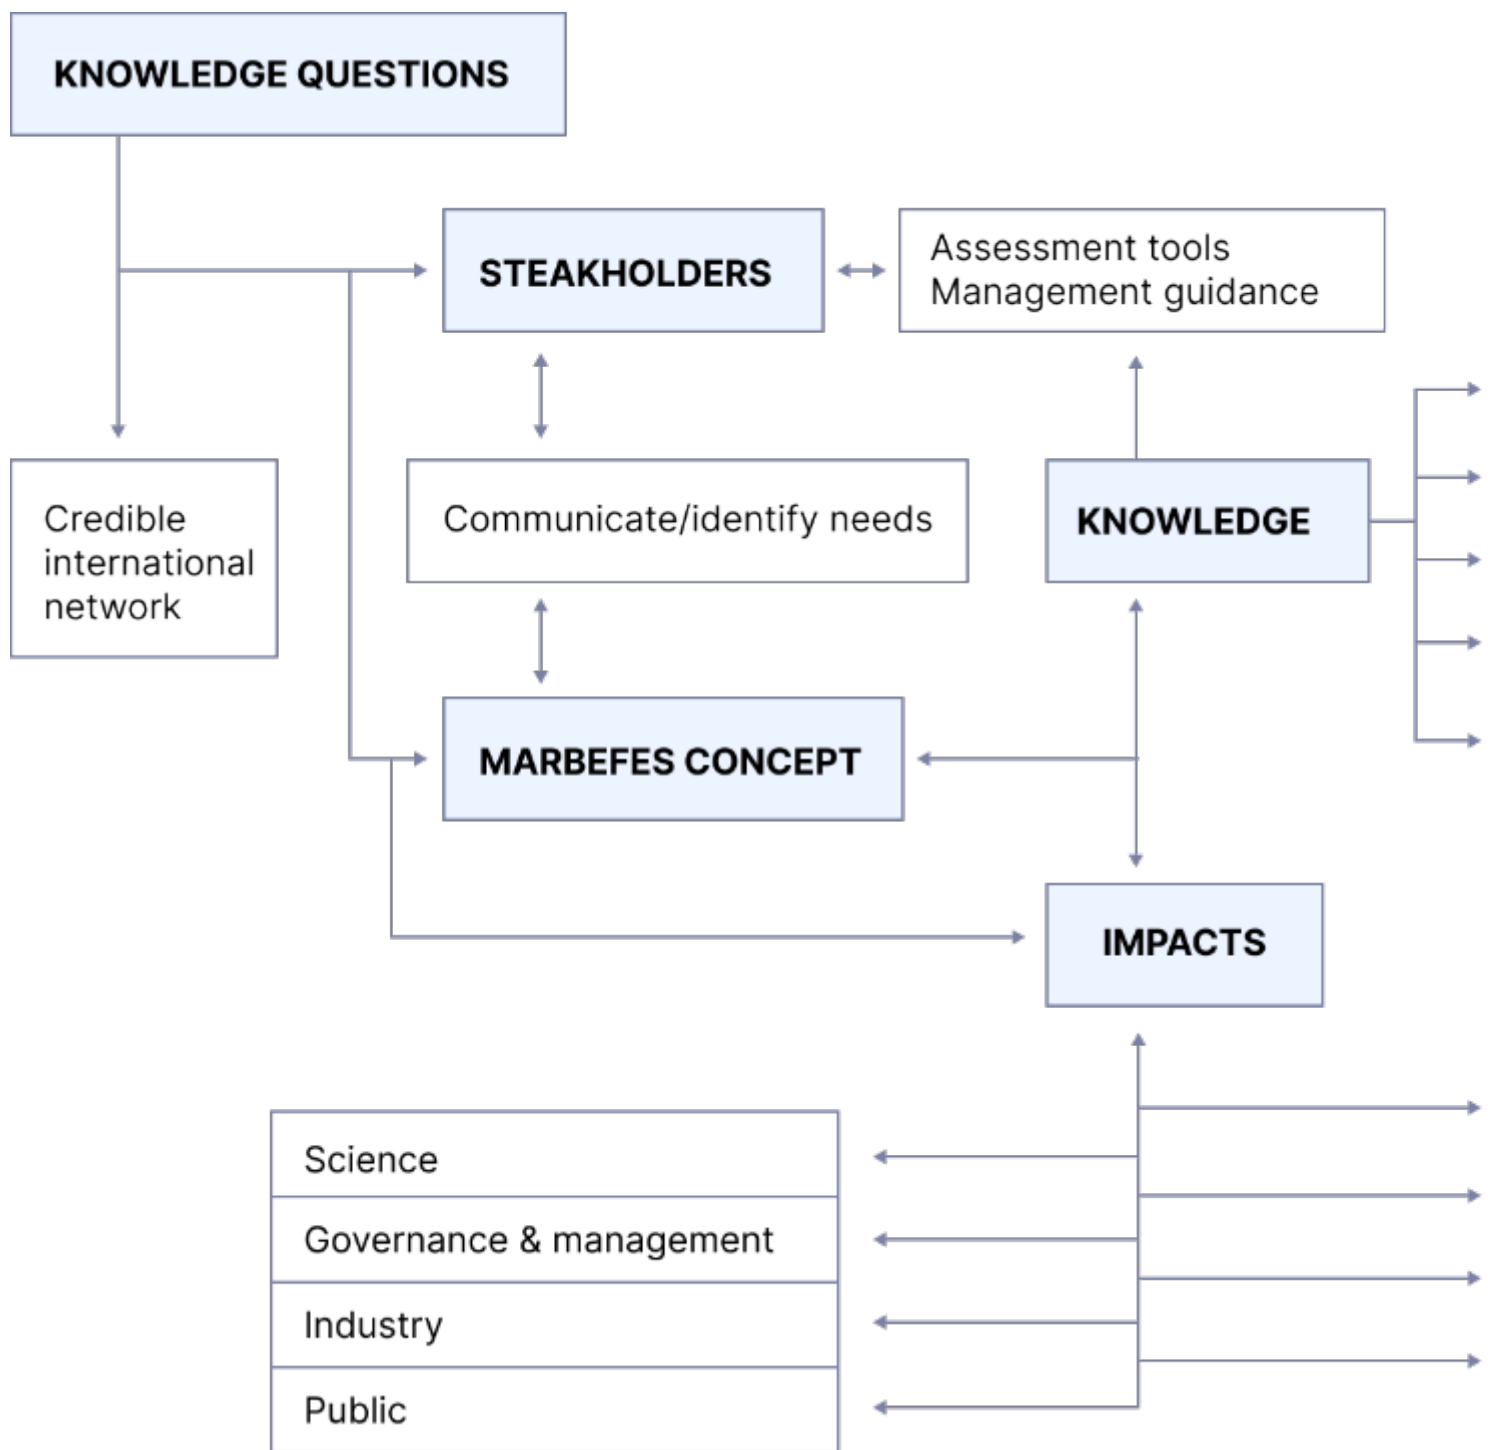 KNOWLEDGE QUESTIONS
STEAKHOLDERS
Assessment tools
Management guidance
Credible
international
network
Communicate/identify needs
KNOWLEDGE
MARBEFES CONCEPT
IMPACTS
Science
Governance & management
Industry
Public